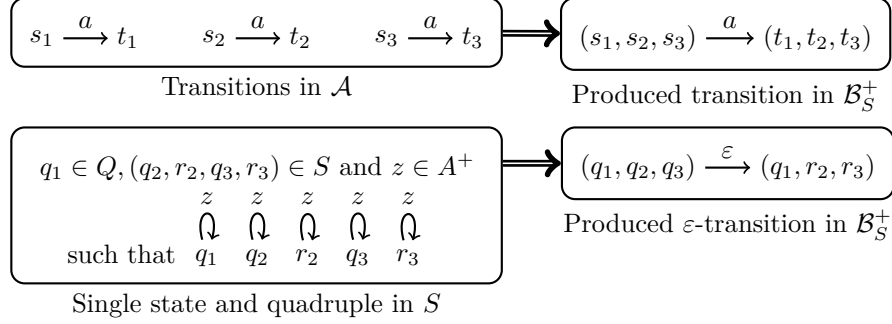 s₁ —a→ t₁ s₂ —a→ t₂ s₃ —a→ t₃
Transitions in 𝒜
(s₁, s₂, s₃) —a→ (t₁, t₂, t₃)
Produced transition in ℬ_S^+
q₁ ∈ Q, (q₂, r₂, q₃, r₃) ∈ S and z ∈ A⁺
z z z z z
such that q₁ q₂ r₂ q₃ r₃
Single state and quadruple in S
(q₁, q₂, q₃) —ε→ (q₁, r₂, r₃)
Produced ε-transition in ℬ_S^+